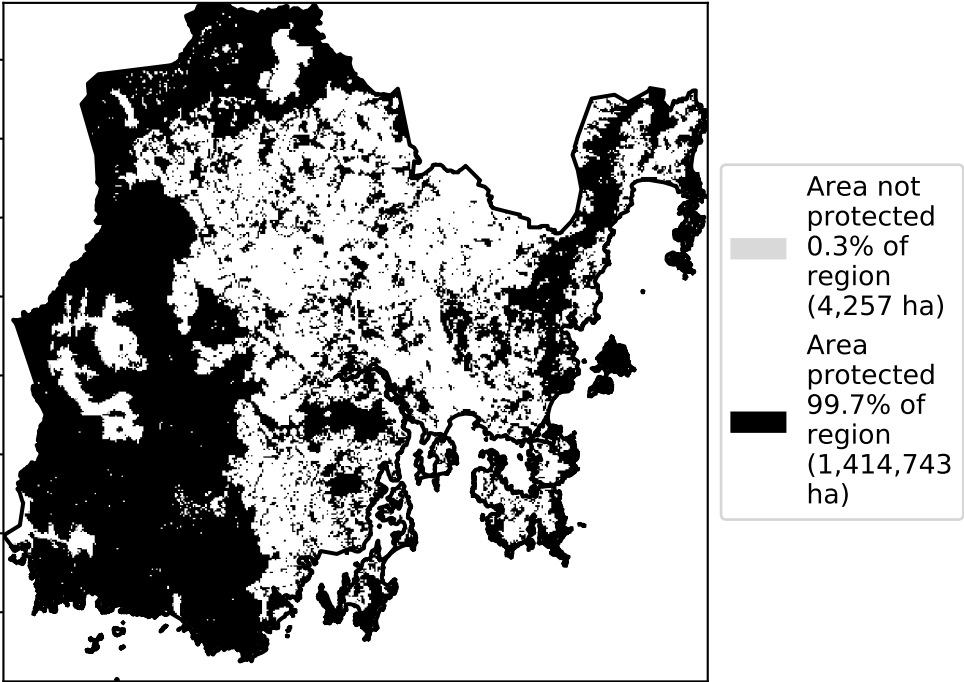 Area not
protected
0.3% of
region
(4,257 ha)
Area
protected
99.7% of
region
(1,414,743
ha)